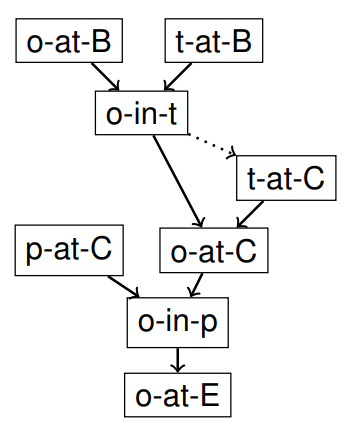 o-at-B
t-at-B
o-in-t
t-at-C
p-at-C
o-at-C
o-in-p
o-at-E